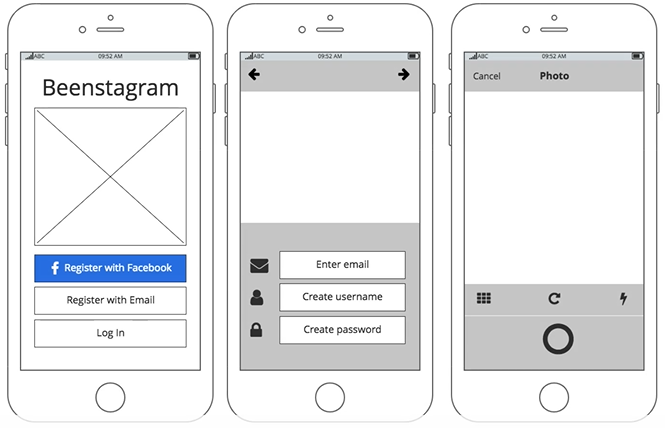 ABC 09:52 AM
Beenstagram
Register with Facebook
Register with Email
Log In
ABC 09:52 AM
Enter email
Create username
Create password
ABC 09:52 AM
Cancel Photo